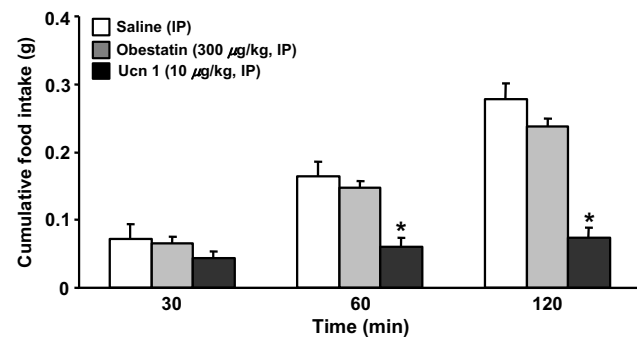 Saline (IP)
Obestatin (300 µg/kg, IP)
Ucn 1 (10 µg/kg, IP)
Cumulative food intake (g)
0.4
0.3
0.2
0.1
0
*
*
30 60 120
Time (min)